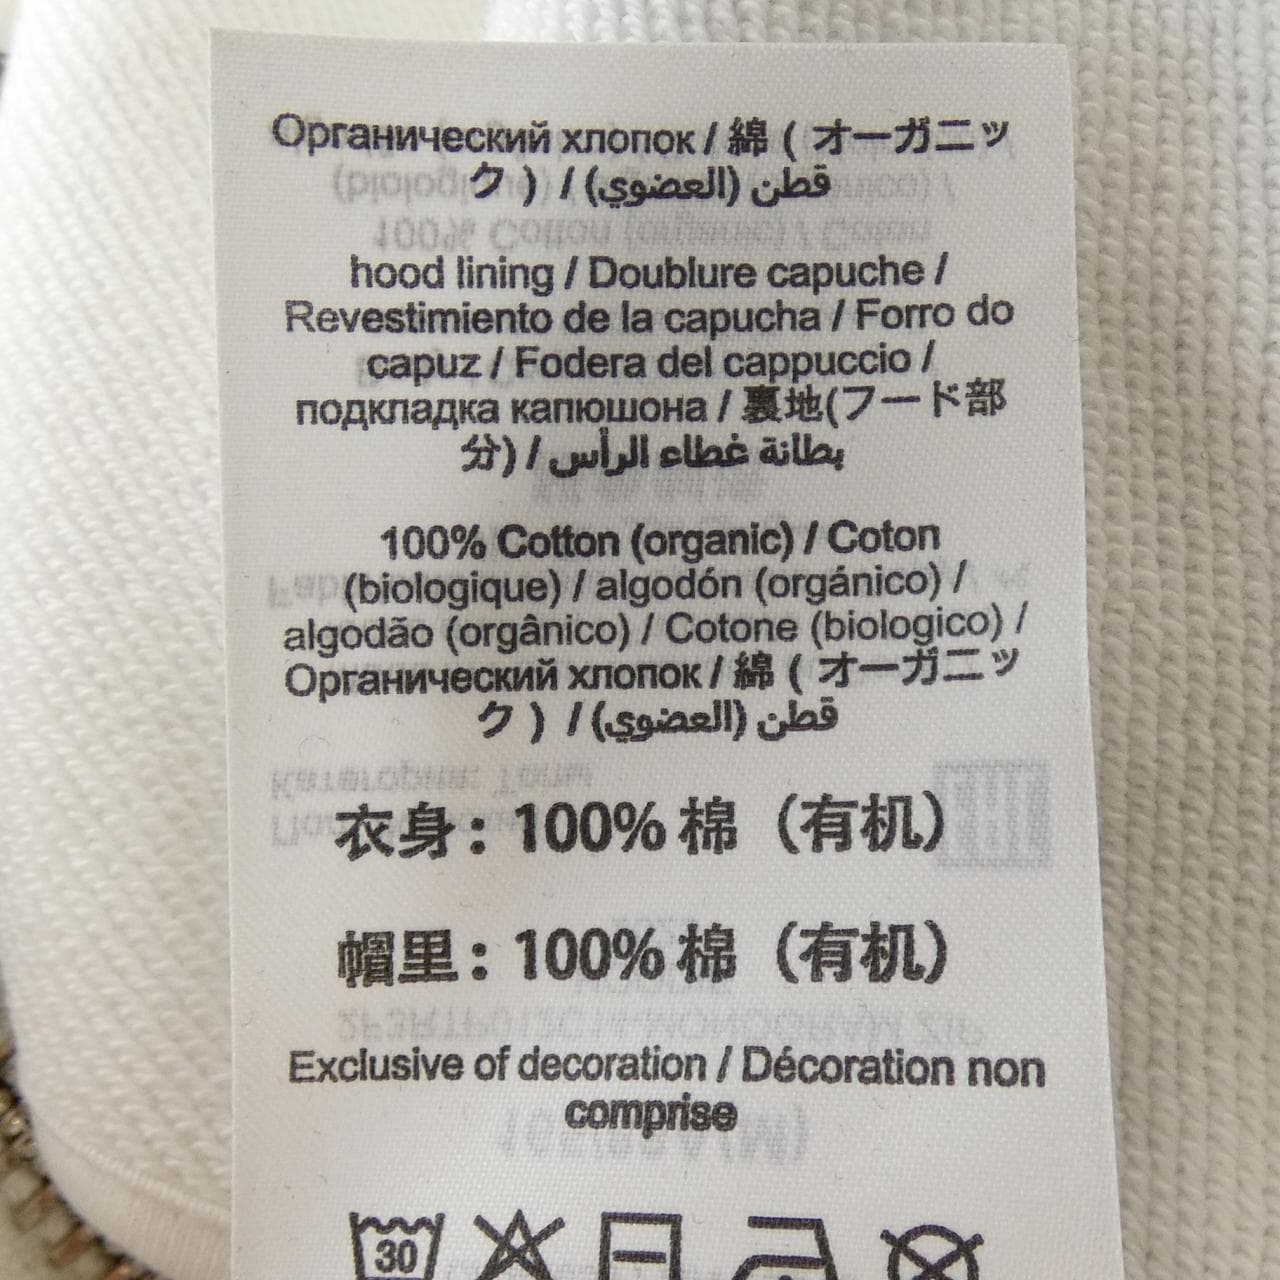 Органический хлопок / 綿 ( オーガニッ
ク ) / قطن (العضوي)
hood lining / Doublure capuche /
Revestimiento de la capucha / Forro do
capuz / Fodera del cappuccio /
подкладка капюшона / 裏地(フード部
分) / بطانة غطاء الرأس
100% Cotton (organic) / Coton
(biologique) / algodón (orgánico) /
algodão (orgânico) / Cotone (biologico) /
Органический хлопок / 綿 ( オーガニッ
ク ) / قطن (العضوي)
衣身：100% 棉（有机）
帽里：100% 棉（有机）
Exclusive of decoration / Décoration non
comprise
30